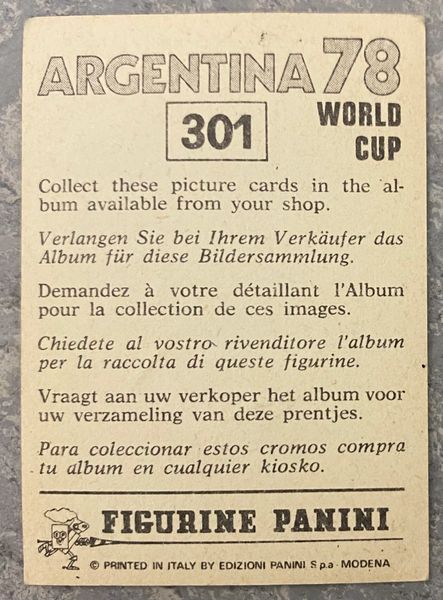 ARGENTINA 78
301
WORLD
CUP
Collect these picture cards in the al-
bum available from your shop.
Verlangen Sie bei Ihrem Verkäufer das
Album für diese Bildersammlung.
Demandez à votre détaillant l'Album
pour la collection de ces images.
Chiedete al vostro rivenditore l'album
per la raccolta di queste figurine.
Vraagt aan uw verkoper het album voor
uw verzameling van deze prentjes.
Para coleccionar estos cromos compra
tu album en cualquier kiosko.
FIGURINE PANINI
© PRINTED IN ITALY BY EDIZIONI PANINI S.p.a - MODENA